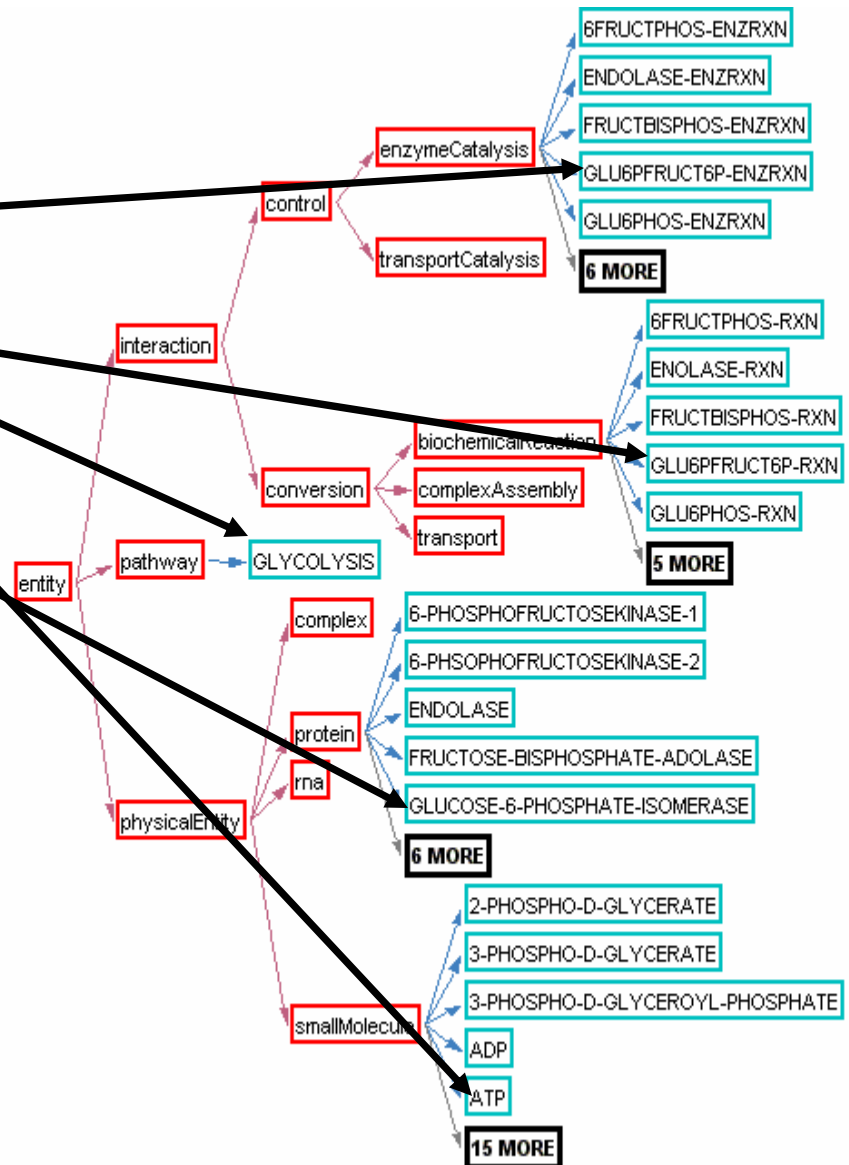 6FRUCTPHOS-ENZRXN
ENDOLASE-ENZRXN
FRUCTBISPHOS-ENZRXN
enzymeCatalysis
GLU6PFRUCT6P-ENZRXN
control
GLU6PHOS-ENZRXN
transportCatalysis
6 MORE
6FRUCTPHOS-RXN
interaction
ENOLASE-RXN
FRUCTBISPHOS-RXN
biochemicalReaction
GLU6PFRUCT6P-RXN
conversion
complexAssembly
GLU6PHOS-RXN
transport
pathway
GLYCOLYSIS
5 MORE
entity
complex
6-PHOSPHOFRUCTOSEKINASE-1
6-PHSOPHOFRUCTOSEKINASE-2
ENDOLASE
protein
FRUCTOSE-BISPHOSPHATE-ADOLASE
rna
GLUCOSE-6-PHOSPHATE-ISOMERASE
physicalEntity
6 MORE
2-PHOSPHO-D-GLYCERATE
3-PHOSPHO-D-GLYCERATE
3-PHOSPHO-D-GLYCEROYL-PHOSPHATE
smallMolecule
ADP
ATP
15 MORE